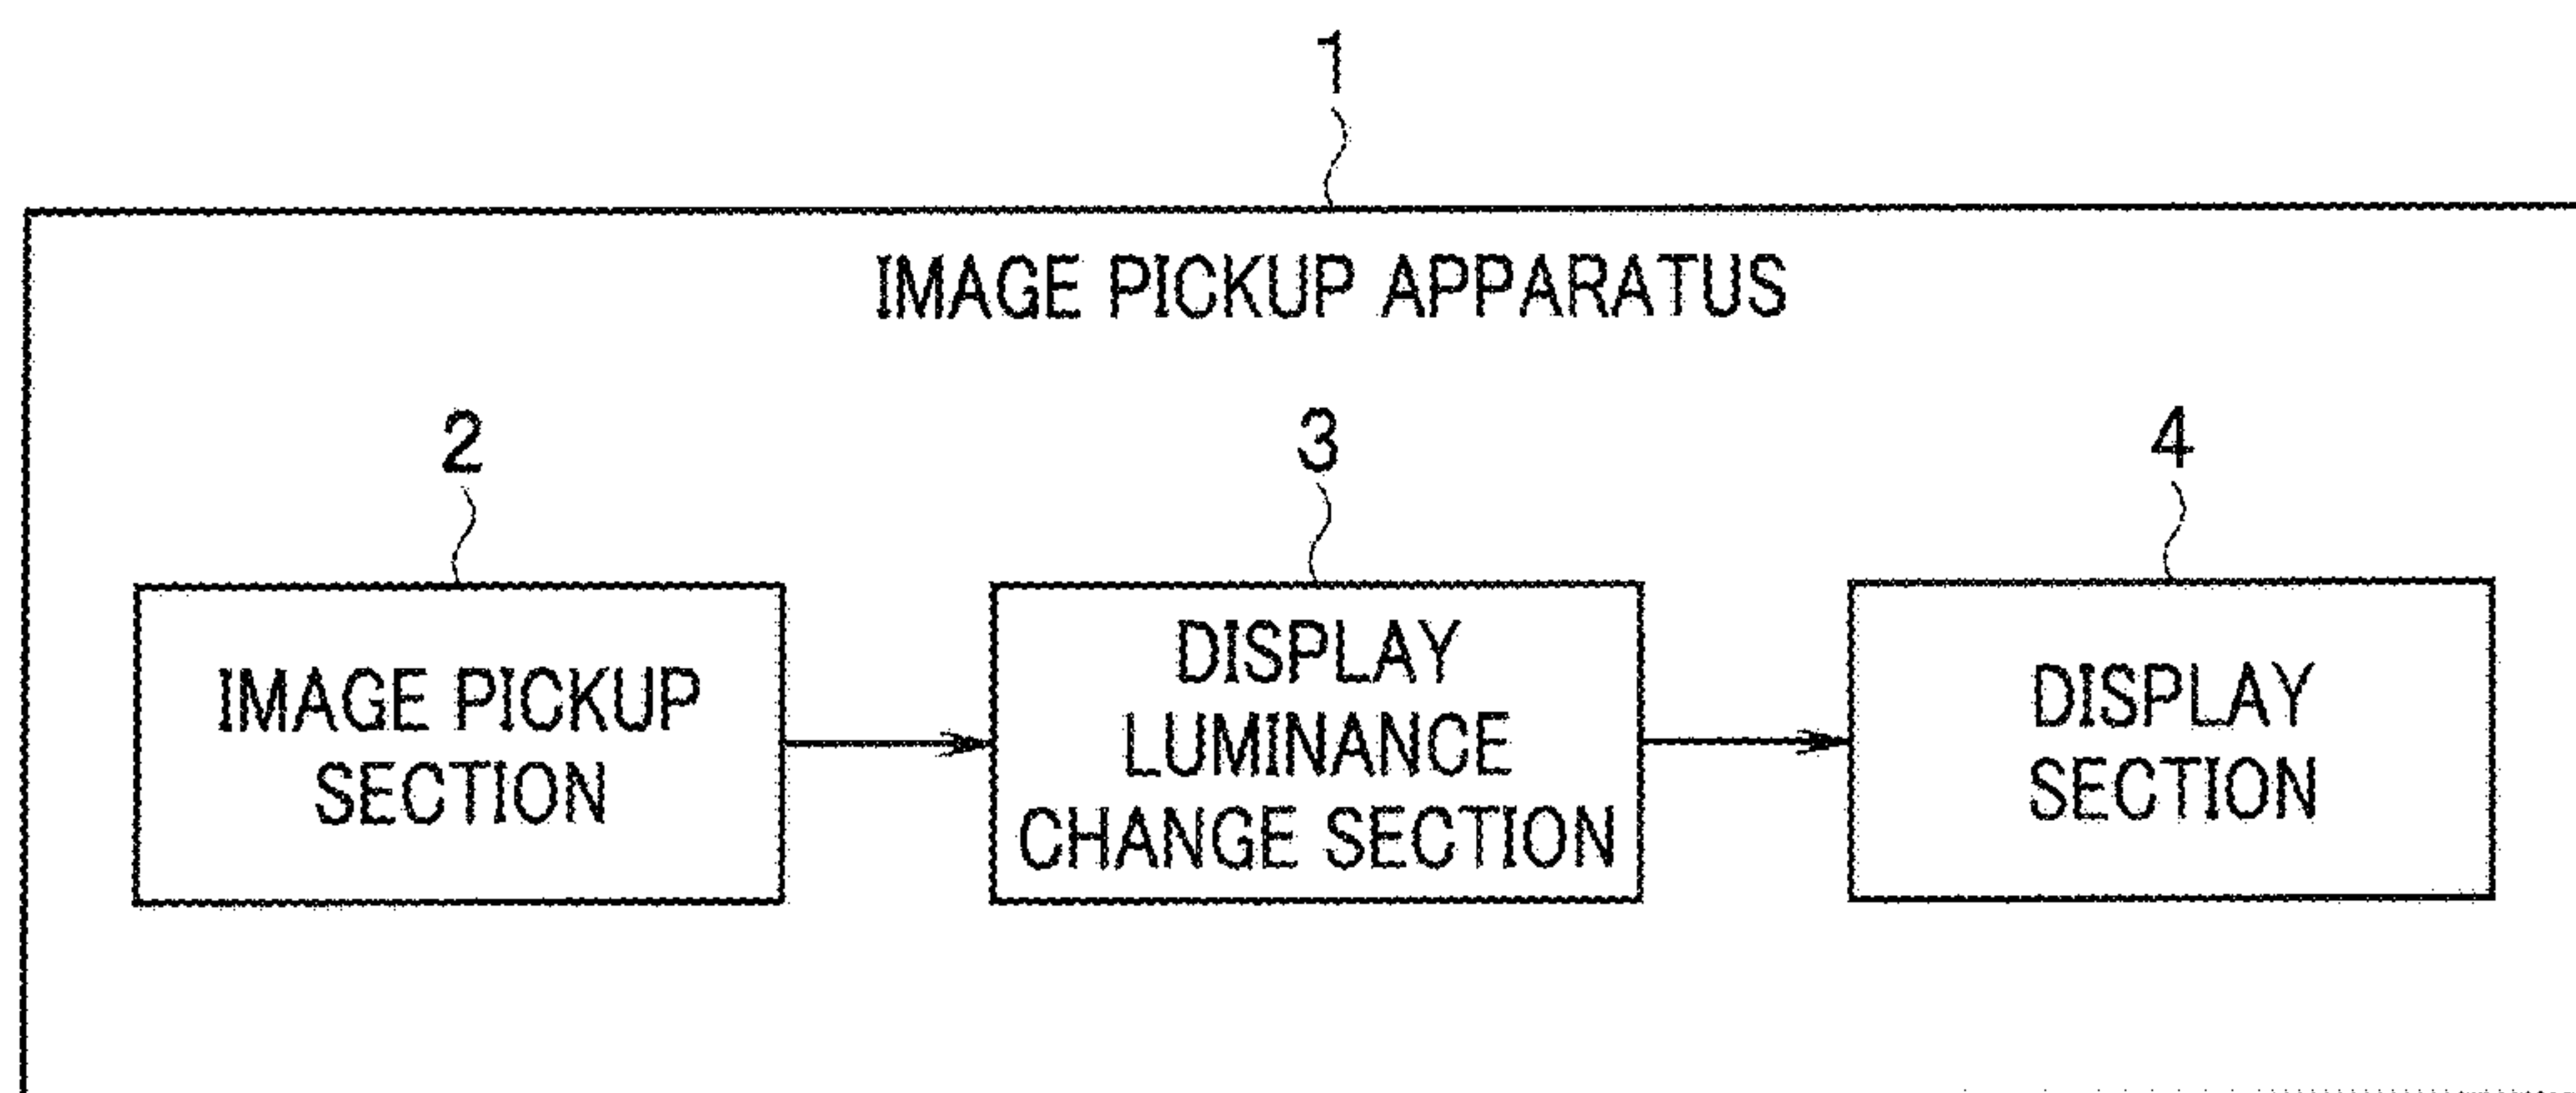 1
IMAGE PICKUP APPARATUS
2
3
4
IMAGE PICKUP
SECTION
DISPLAY
LUMINANCE
CHANGE SECTION
DISPLAY
SECTION